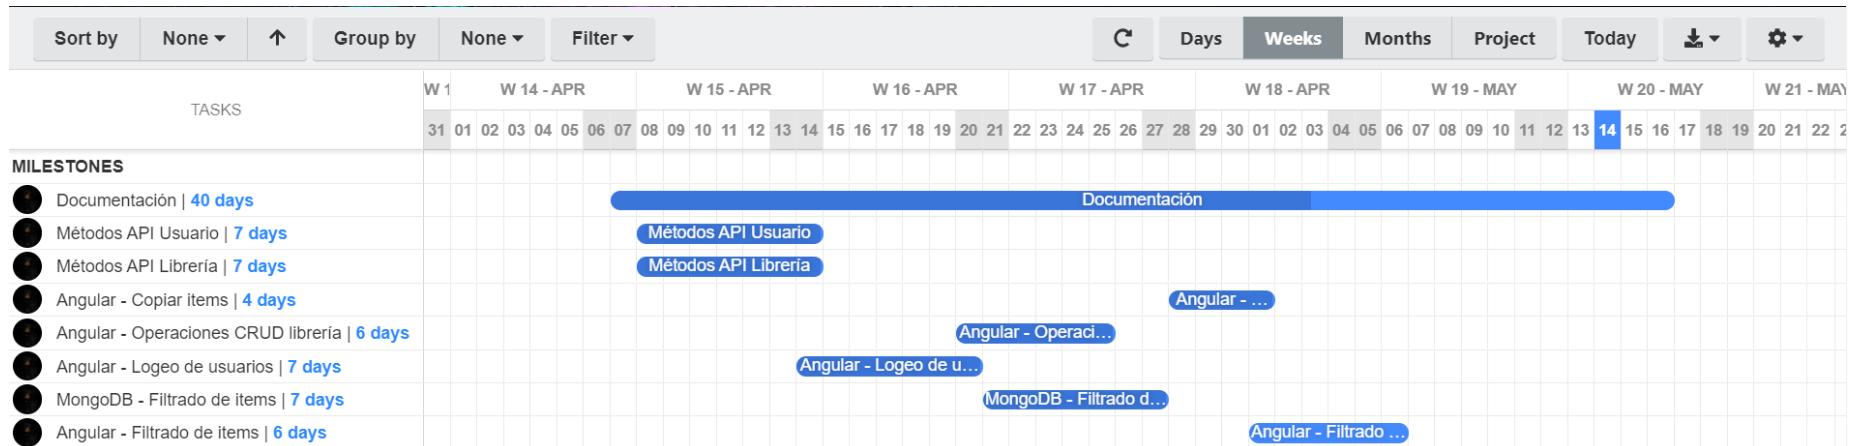 Sort by None Group by None Filter Days Weeks Months Project Today
TASKS
W 1 W 14 - APR W 15 - APR W 16 - APR W 17 - APR W 18 - APR W 19 - MAY W 20 - MAY W 21 - MAY
31 01 02 03 04 05 06 07 08 09 10 11 12 13 14 15 16 17 18 19 20 21 22 23 24 25 26 27 28 29 30 01 02 03 04 05 06 07 08 09 10 11 12 13 14 15 16 17 18 19 20 21 22 2
MILESTONES
Documentación | 40 days Documentación
Métodos API Usuario | 7 days Métodos API Usuario
Métodos API Librería | 7 days Métodos API Librería
Angular - Copiar items | 4 days Angular - ...
Angular - Operaciones CRUD librería | 6 days Angular - Operaci...
Angular - Logeo de usuarios | 7 days Angular - Logeo de u...
MongoDB - Filtrado de items | 7 days MongoDB - Filtrado d...
Angular - Filtrado de items | 6 days Angular - Filtrado ...